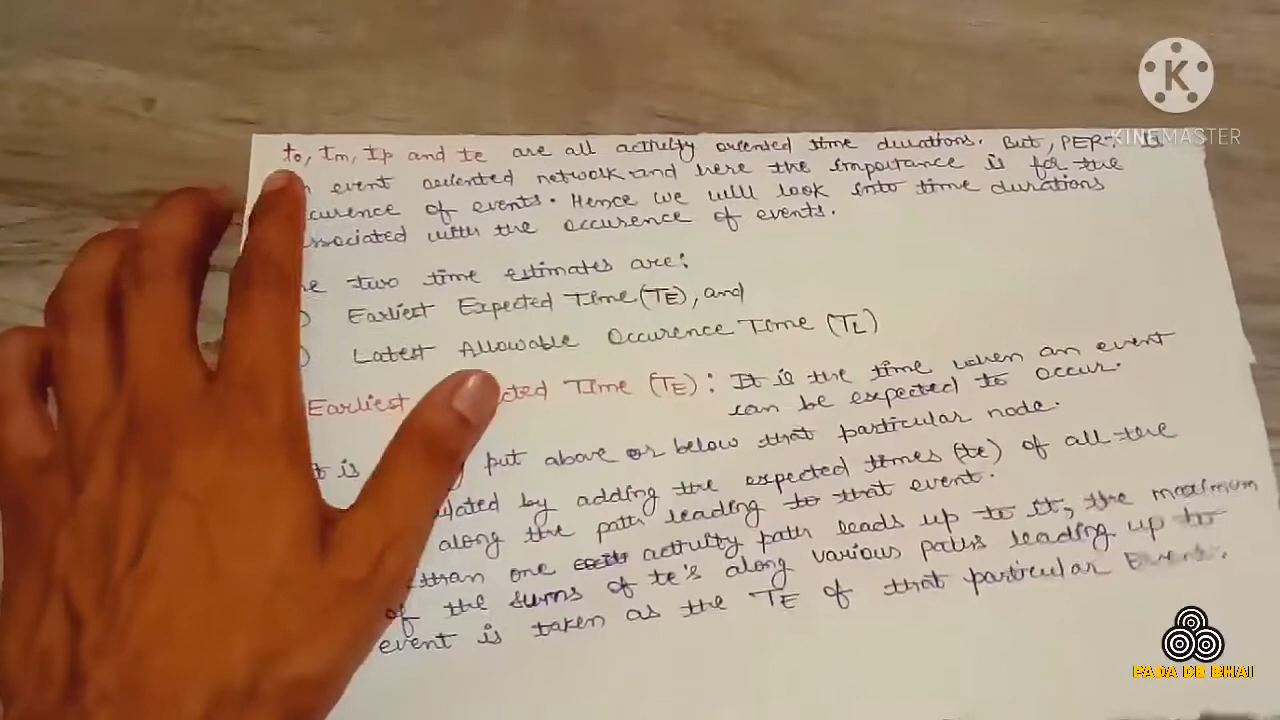 to, tm, tp and te are all activity oriented time durations. But, PERT is
event oriented network and here the importance is for the
curence of events. Hence we will look into time durations
ssociated with the occurence of events.
two time estimates are:
Earliest Expected Time (TE), and
Latest Allowable Occurence Time (TL)
Earliest cted Time (TE): It is the time when an event
can be expected to occur.
t is put above or below that particular node.
ulated by adding the expected times (te) of all the
along the path leading to that event.
than one activity path leads up to it, the maximum
of the sums of te's along various paths leading up to
event is taken as the TE of that particular Event.
KINEMASTER
PADA DE BHAI